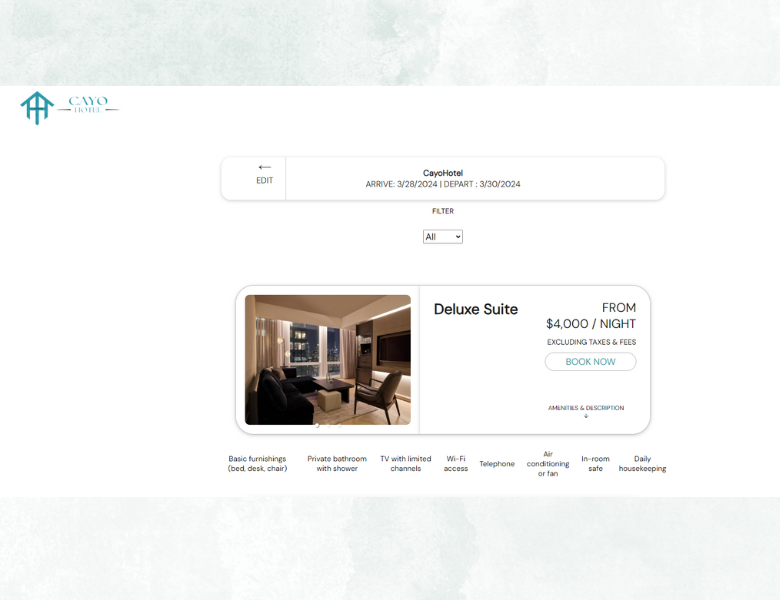 CAYO
HOTEL
←
EDIT
CayoHotel
ARRIVE: 3/28/2024 | DEPART : 3/30/2024
FILTER
All
Deluxe Suite
FROM
$4,000 / NIGHT
EXCLUDING TAXES & FEES
BOOK NOW
AMENITIES & DESCRIPTION
↓
Basic furnishings
(bed, desk, chair)
Private bathroom
with shower
TV with limited
channels
Wi-Fi
access
Telephone
Air
conditioning
or fan
In-room
safe
Daily
housekeeping